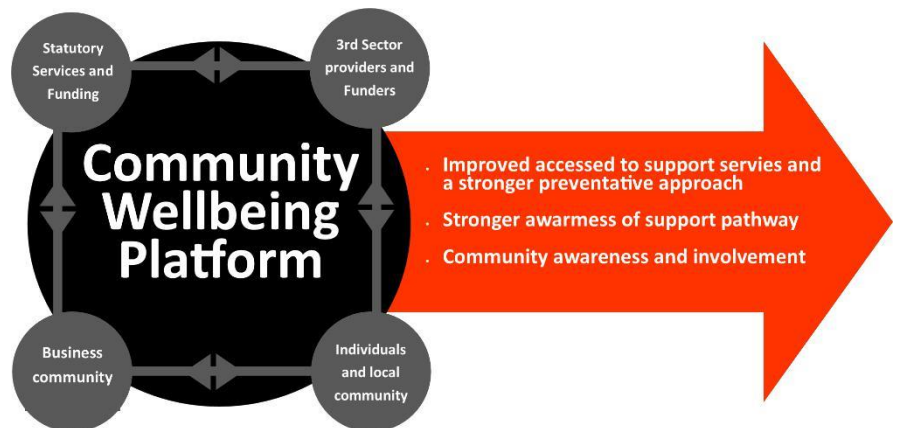 Statutory
Services and
Funding
3rd Sector
providers and
Funders
Community
Wellbeing
Platform
. Improved accessed to support servies and
a stronger preventative approach
. Stronger awarmess of support pathway
. Community awareness and involvement
Business
community
Individuals
and local
community